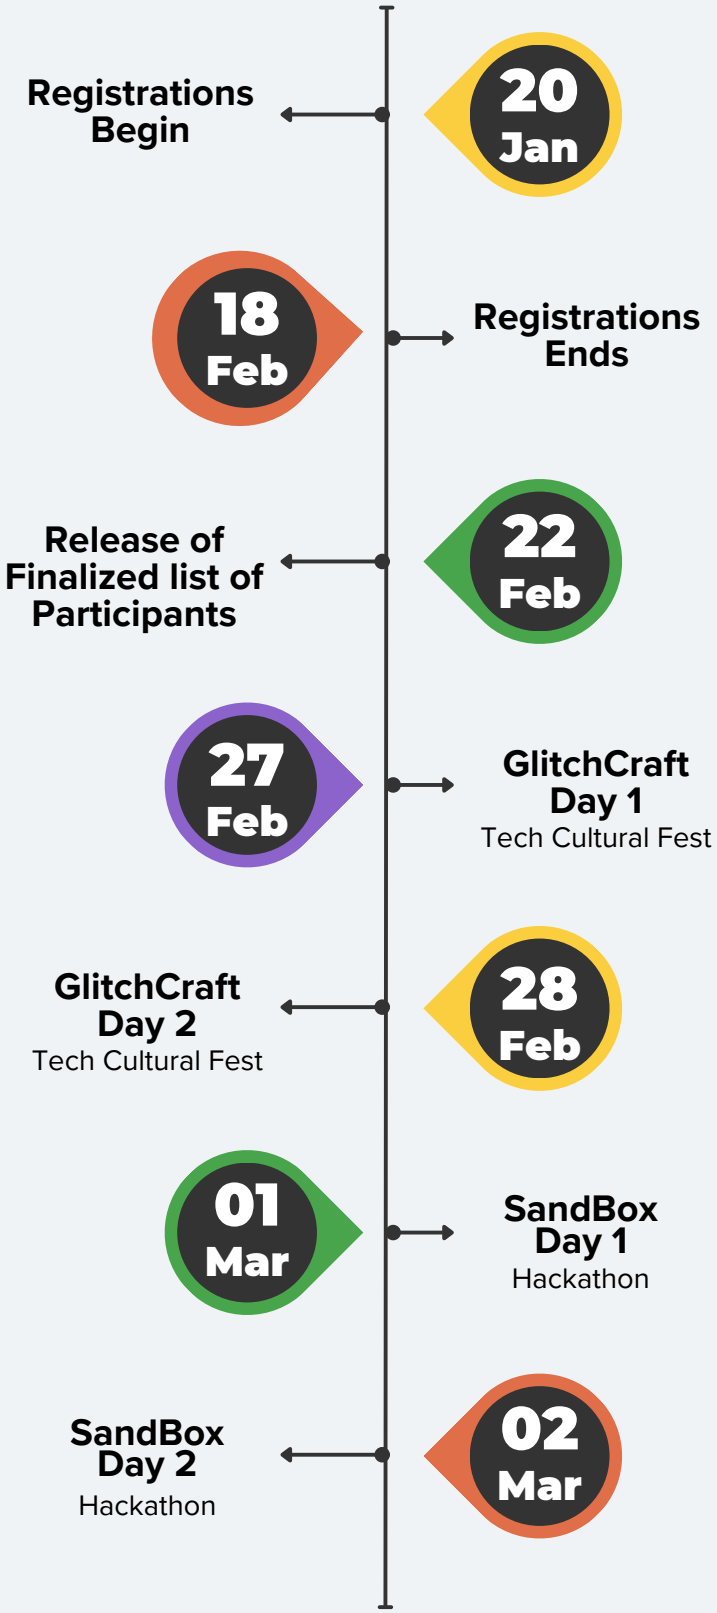 Registrations
Begin
20
Jan
18
Feb
Registrations
Ends
Release of
Finalized list of
Participants
22
Feb
27
Feb
GlitchCraft
Day 1
Tech Cultural Fest
GlitchCraft
Day 2
Tech Cultural Fest
28
Feb
01
Mar
SandBox
Day 1
Hackathon
SandBox
Day 2
Hackathon
02
Mar